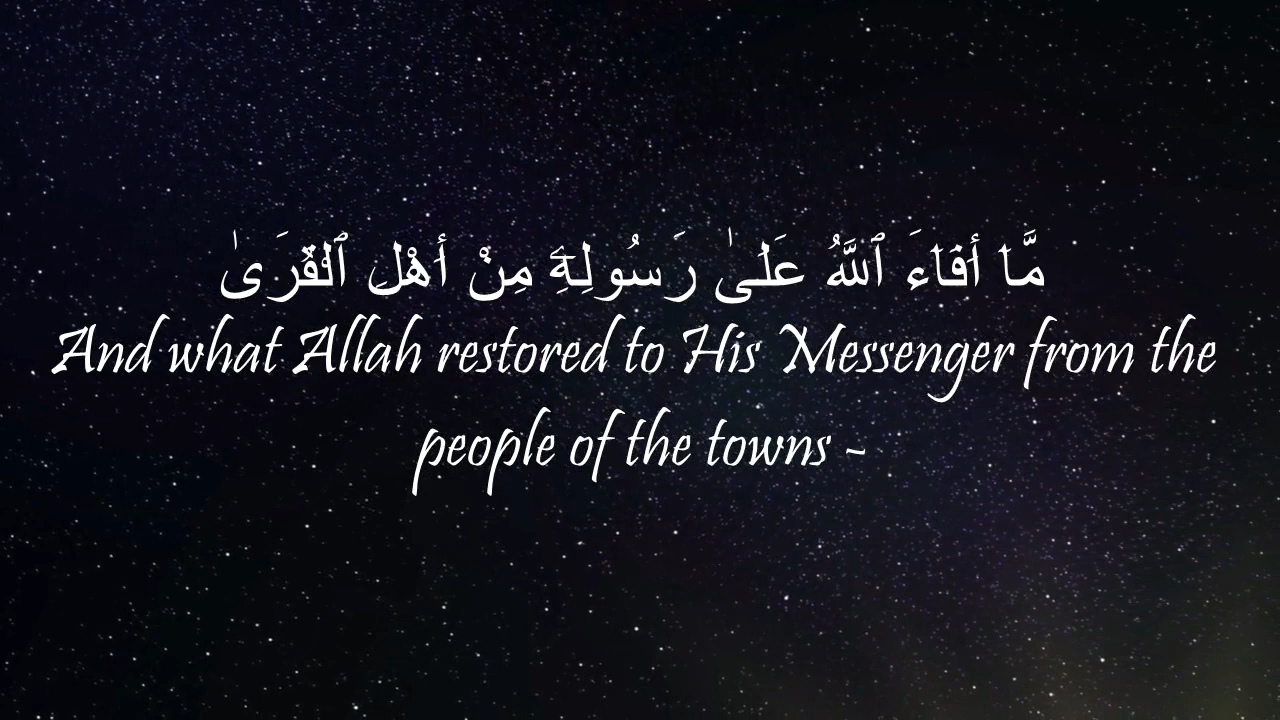 مَّآ أَفَآءَ ٱللَّهُ عَلَىٰ رَسُولِهِۦ مِنْ أَهْلِ ٱلْقُرَىٰ
And what Allah restored to His Messenger from the
people of the towns -